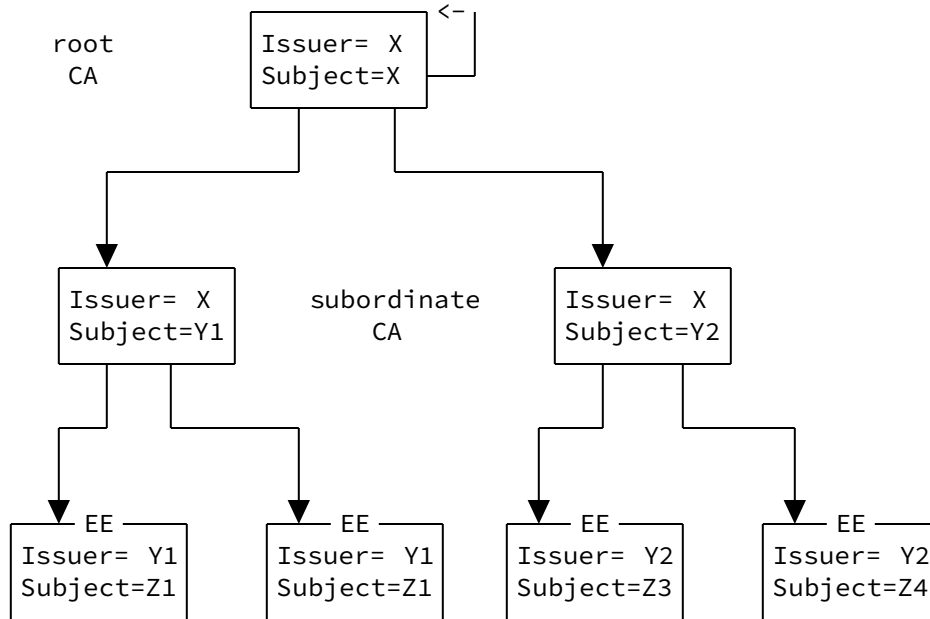 <-
root
CA
Issuer= X
Subject=X
Issuer= X
Subject=Y1
subordinate
CA
Issuer= X
Subject=Y2
EE
Issuer= Y1
Subject=Z1
EE
Issuer= Y1
Subject=Z1
EE
Issuer= Y2
Subject=Z3
EE
Issuer= Y2
Subject=Z4